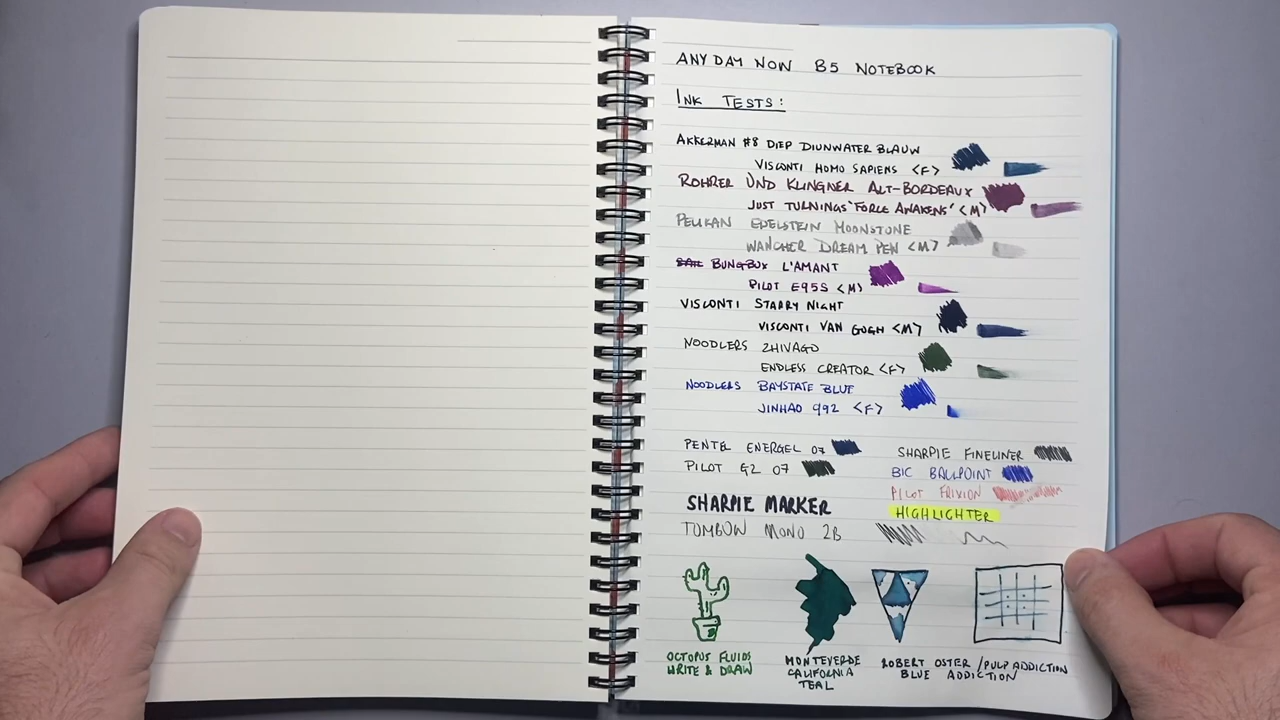 ANY DAY NOW B5 NOTEBOOK
INK TESTS:
AKKERMAN #8 DIEP DIUNWATER BLAUW
VISCONTI HOMO SAPIENS <F>
ROHRER UND KLINGNER ALT-BORDEAUX
JUST TURNINGS 'FORCE AWAKENS' <M>
PELIKAN EDELSTEIN MOONSTONE
WANCHER DREAM PEN <M>
BUNGBUX L'AMANT
PILOT E95S <M>
VISCONTI STARRY NIGHT
VISCONTI VAN GOGH <M>
NOODLERS ZHIVAGO
ENDLESS CREATOR <F>
NOODLERS BAYSTATE BLUE
JINHAO 992 <F>
PENTEL ENERGEL 07
PILOT G2 07
SHARPIE MARKER
TOMBOW MONO 2B
SHARPIE FINELINER
BIC BALLPOINT
PILOT FRIXION
HIGHLIGHTER
OCTOPUS FLUIDS
WRITE & DRAW
MONTEVERDE
CALIFORNIA
TEAL
ROBERT OSTER / PULP ADDICTION
BLUE ADDICTION